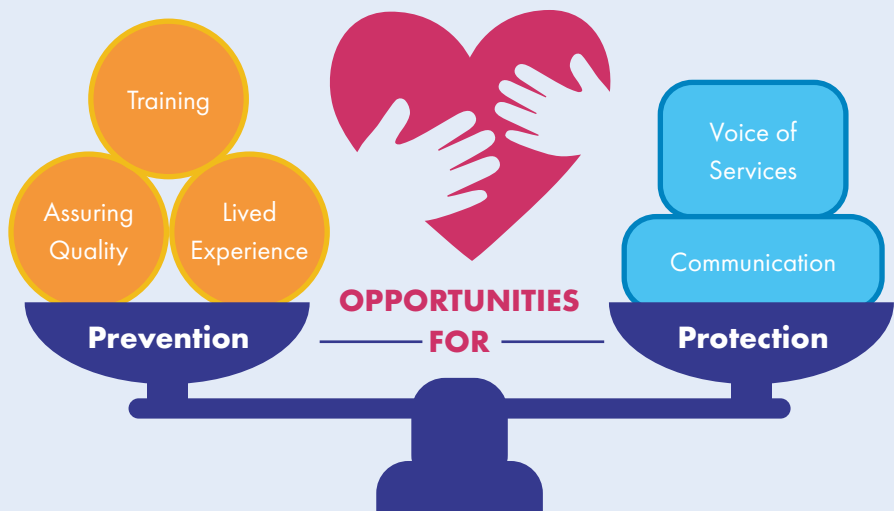 Training
Assuring
Quality
Lived
Experience
Prevention
OPPORTUNITIES
FOR
Voice of
Services
Communication
Protection